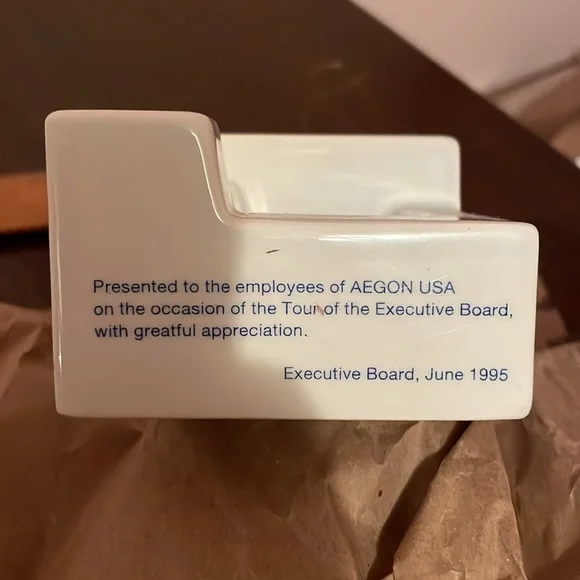 Presented to the employees of AEGON USA
on the occasion of the Tour of the Executive Board,
with greatful appreciation.
Executive Board, June 1995